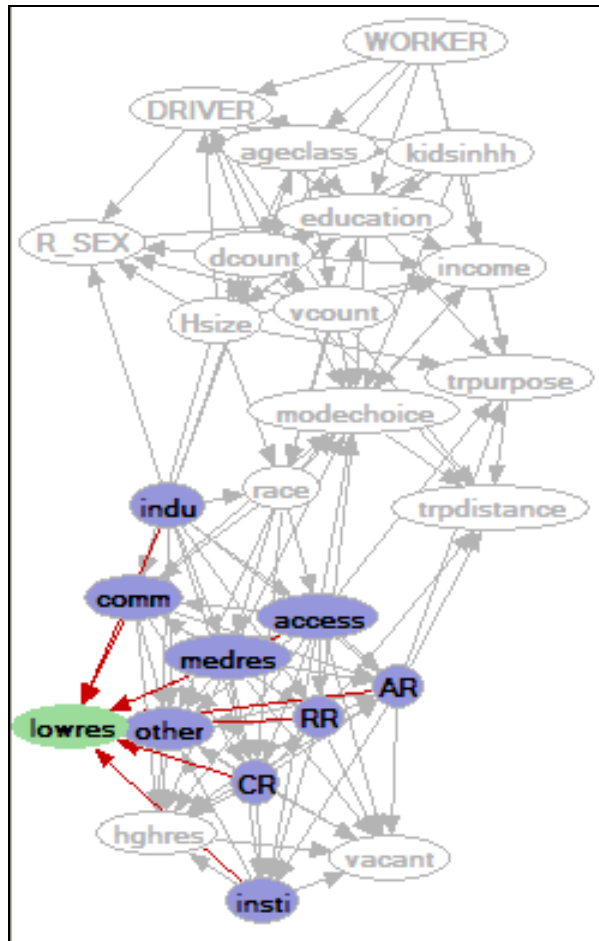 WORKER
DRIVER
ageclass
kidsinhh
education
R_SEX
dcount
income
vcount
Hsize
trpurpose
modechoice
race
indu
trpdistance
comm
access
medres
AR
RR
lowres
other
CR
hghres
vacant
insti